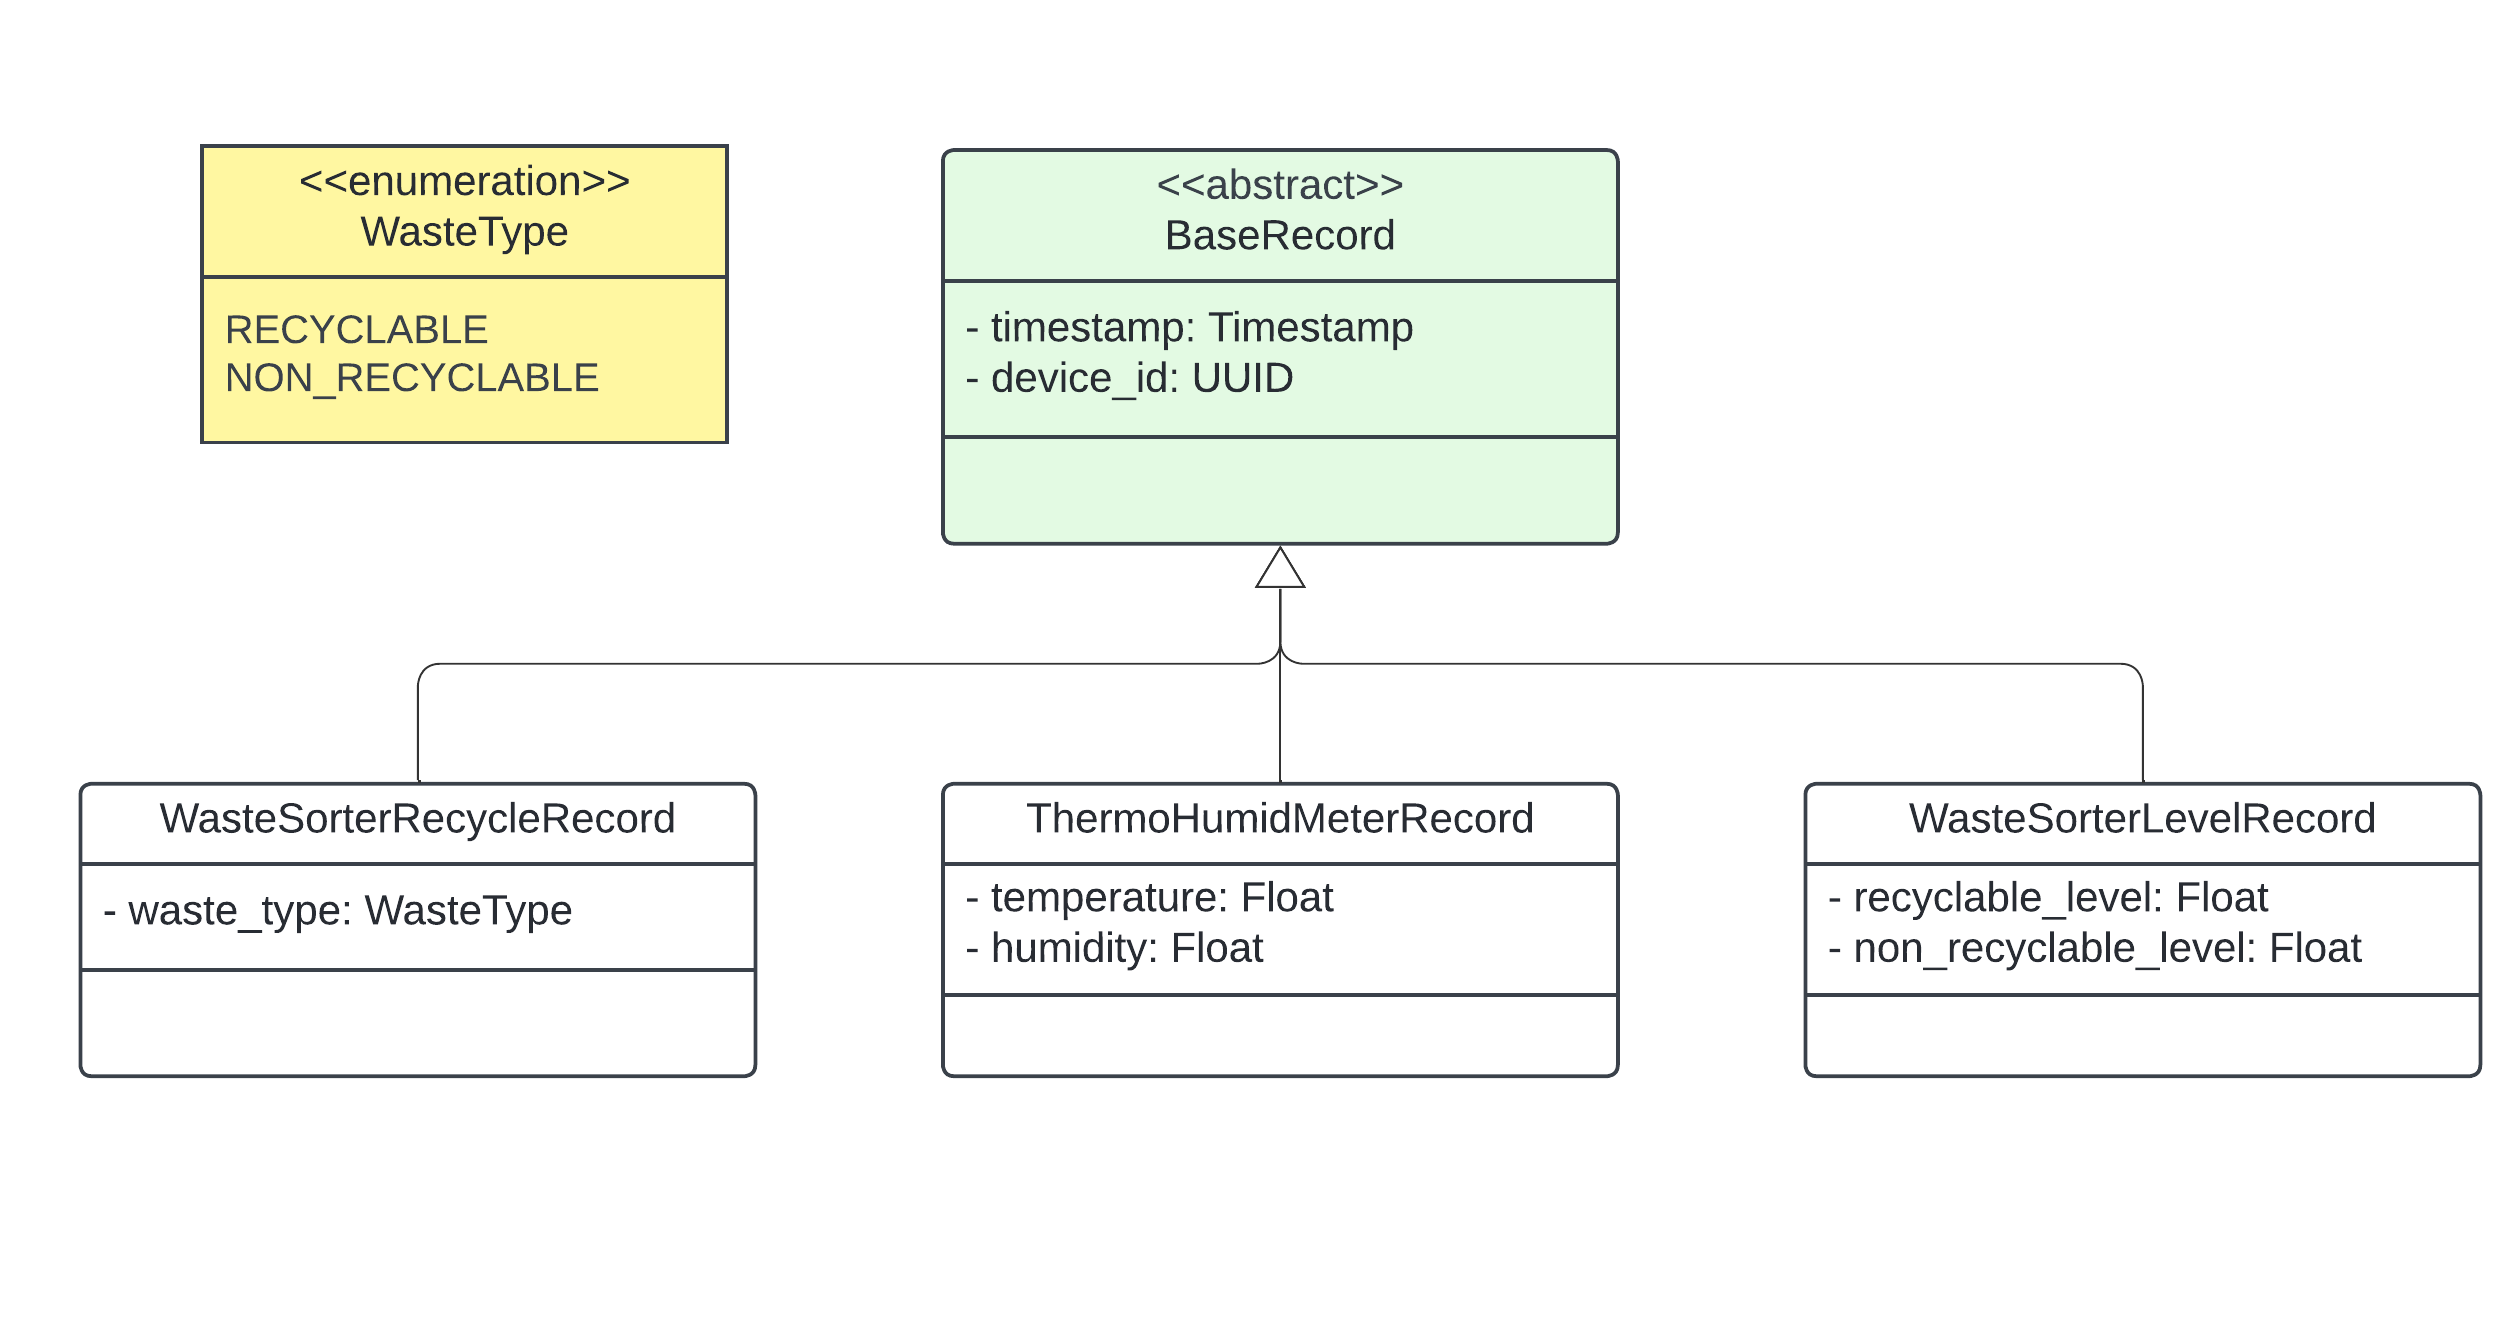 <<enumeration>>
WasteType
RECYCLABLE
NON_RECYCLABLE
<<abstract>>
BaseRecord
- timestamp: Timestamp
- device_id: UUID
WasteSorterRecycleRecord
- waste_type: WasteType
ThermoHumidMeterRecord
- temperature: Float
- humidity: Float
WasteSorterLevelRecord
- recyclable_level: Float
- non_recyclable_level: Float